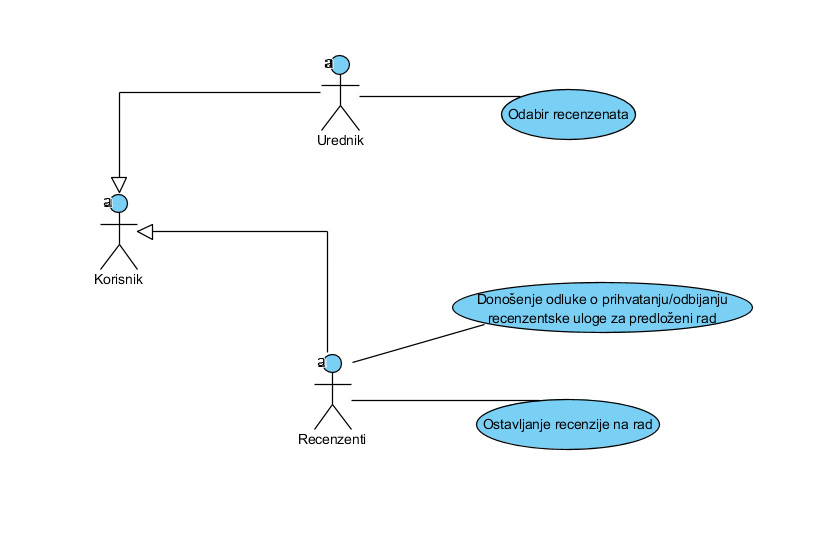 a
Urednik
Odabir recenzenata
a
Korisnik
Donošenje odluke o prihvatanju/odbijanju
recenzentske uloge za predloženi rad
a
Recenzenti
Ostavljanje recenzije na rad